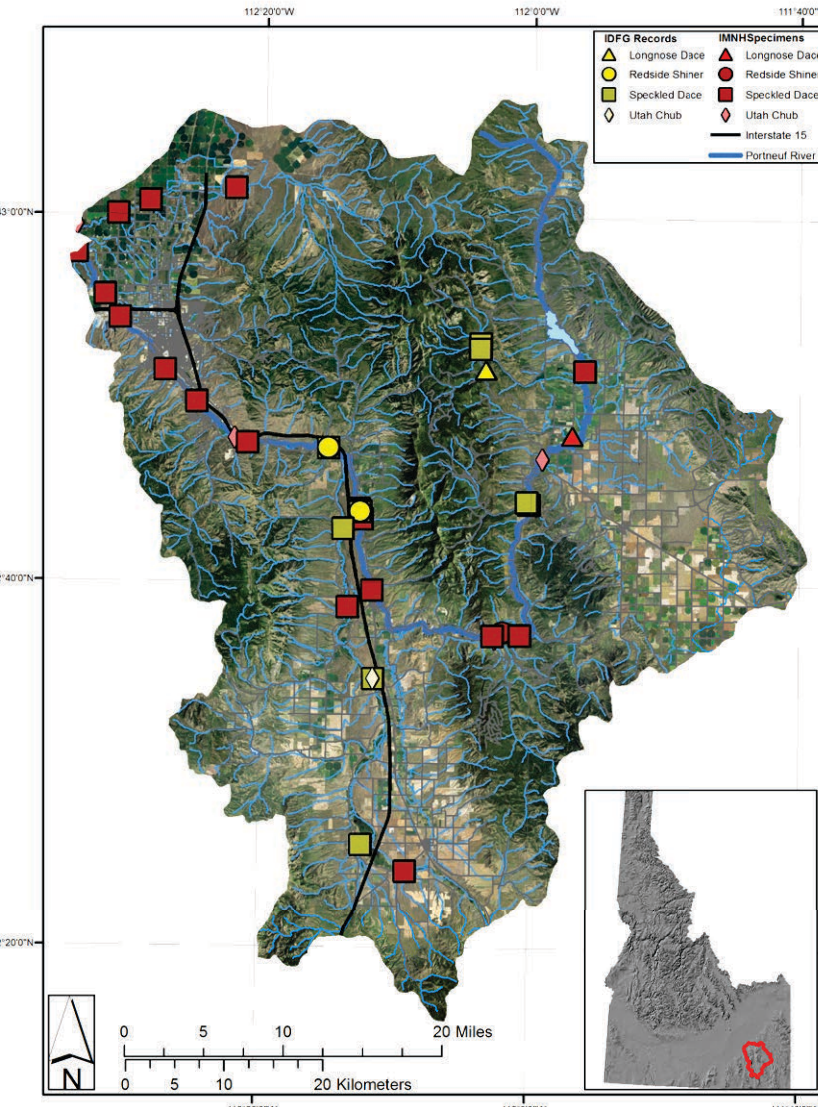 112°20'0"W 112°0'0"W 111°40'0"W
IDFG Records IMNHSpecimens
Longnose Dace Longnose Dace
Redside Shiner Redside Shiner
Speckled Dace Speckled Dace
Utah Chub Utah Chub
Interstate 15
Portneuf River
43°0'0"N
2°40'0"N
2°20'0"N
0 5 10 20 Miles
0 5 10 20 Kilometers
N